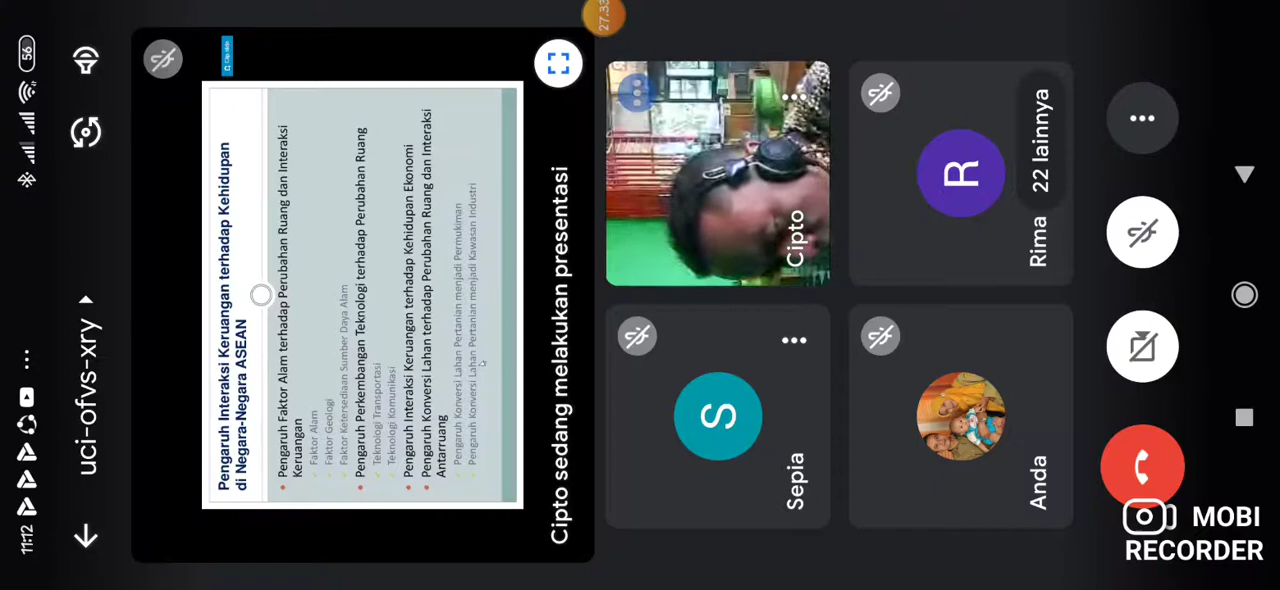 11:12
56
uci-ofvs-xry
Pengaruh Interaksi Keruangan terhadap Kehidupan
di Negara-Negara ASEAN
Pengaruh Faktor Alam terhadap Perubahan Ruang dan Interaksi
Keruangan
Faktor Alam
Faktor Geologi
Faktor Ketersediaan Sumber Daya Alam
Pengaruh Perkembangan Teknologi terhadap Perubahan Ruang
Teknologi Transportasi
Teknologi Komunikasi
Pengaruh Interaksi Keruangan terhadap Kehidupan Ekonomi
Pengaruh Konversi Lahan terhadap Perubahan Ruang dan Interaksi
Antarruang
Pengaruh Konversi Lahan Pertanian menjadi Permukiman
Pengaruh Konversi Lahan Pertanian menjadi Kawasan Industri
Cipto sedang melakukan presentasi
27.33
S
Sepia
Cipto
Anda
R
Rima
22 lainnya
MOBI
RECORDER